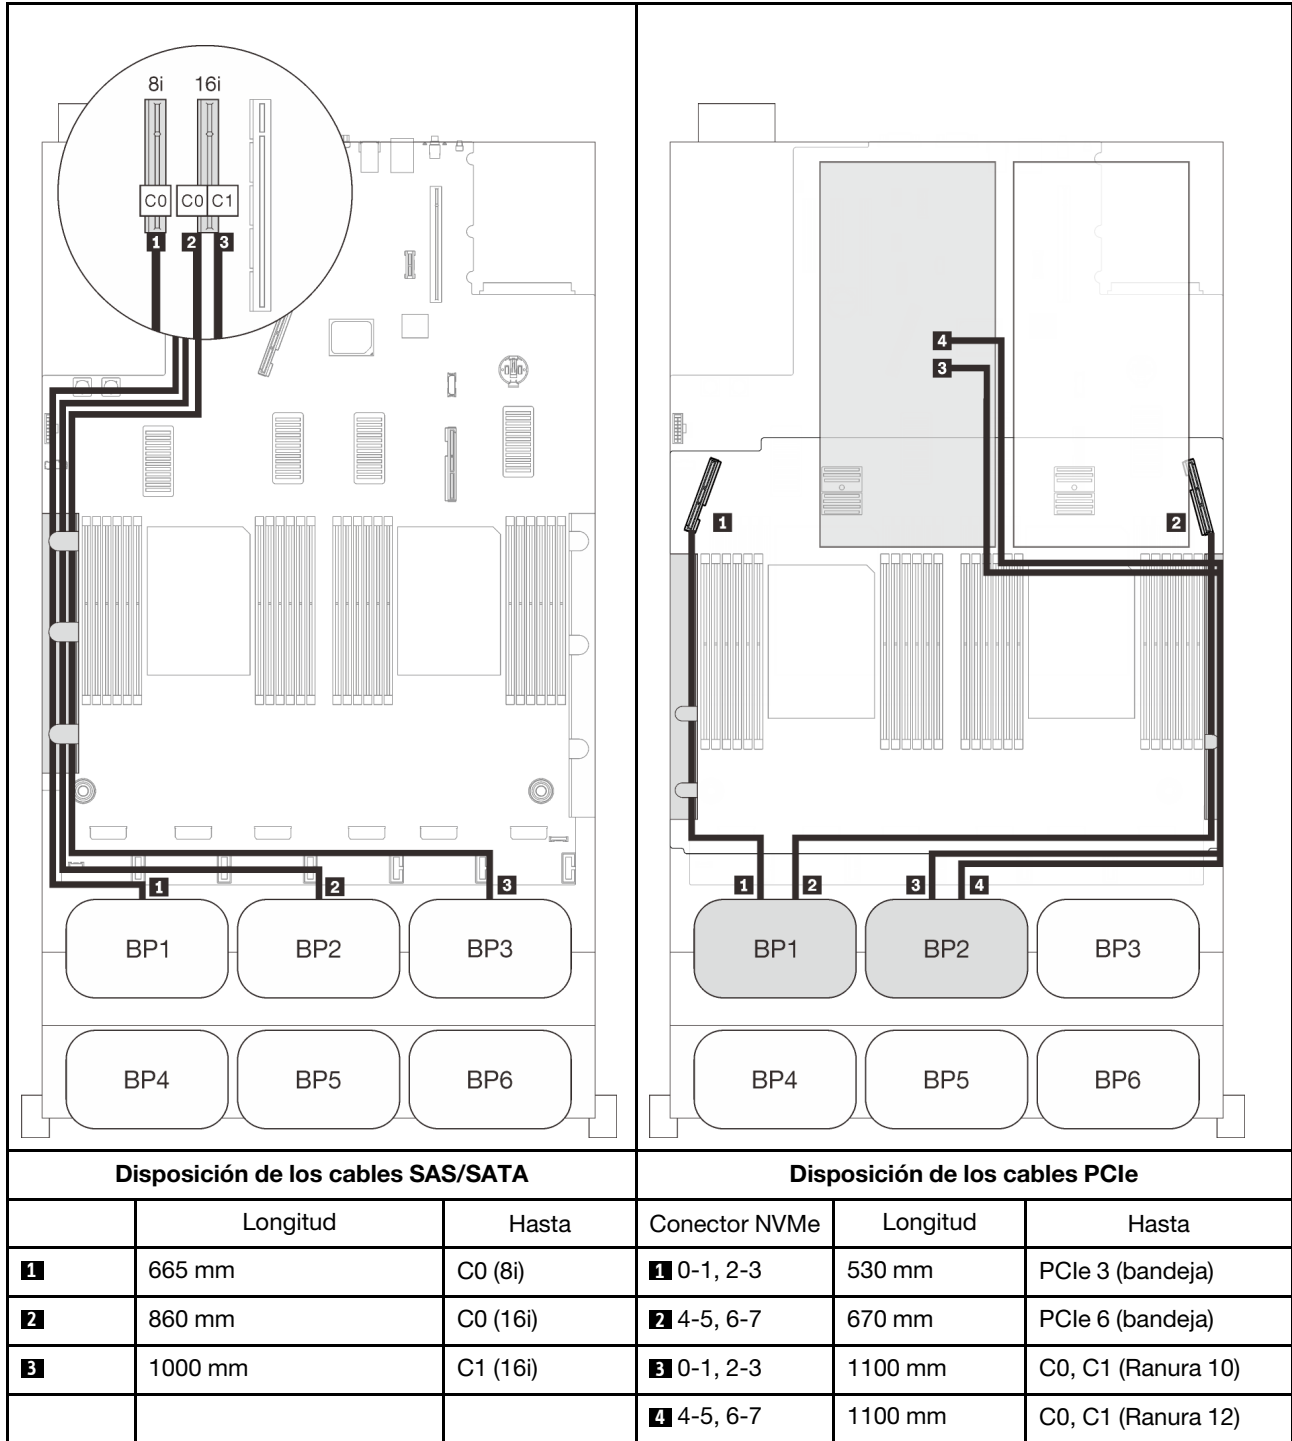 8i 16i
C0 C0 C1
1 2 3
1 2 3
BP1 BP2 BP3
BP4 BP5 BP6
4
3
1 2
1 2 3 4
BP1 BP2 BP3
BP4 BP5 BP6
Disposición de los cables SAS/SATA Disposición de los cables PCIe
Longitud Hasta Conector NVMe Longitud Hasta
1 665 mm C0 (8i) 1 0-1, 2-3 530 mm PCIe 3 (bandeja)
2 860 mm C0 (16i) 2 4-5, 6-7 670 mm PCIe 6 (bandeja)
3 1000 mm C1 (16i) 3 0-1, 2-3 1100 mm C0, C1 (Ranura 10)
4 4-5, 6-7 1100 mm C0, C1 (Ranura 12)